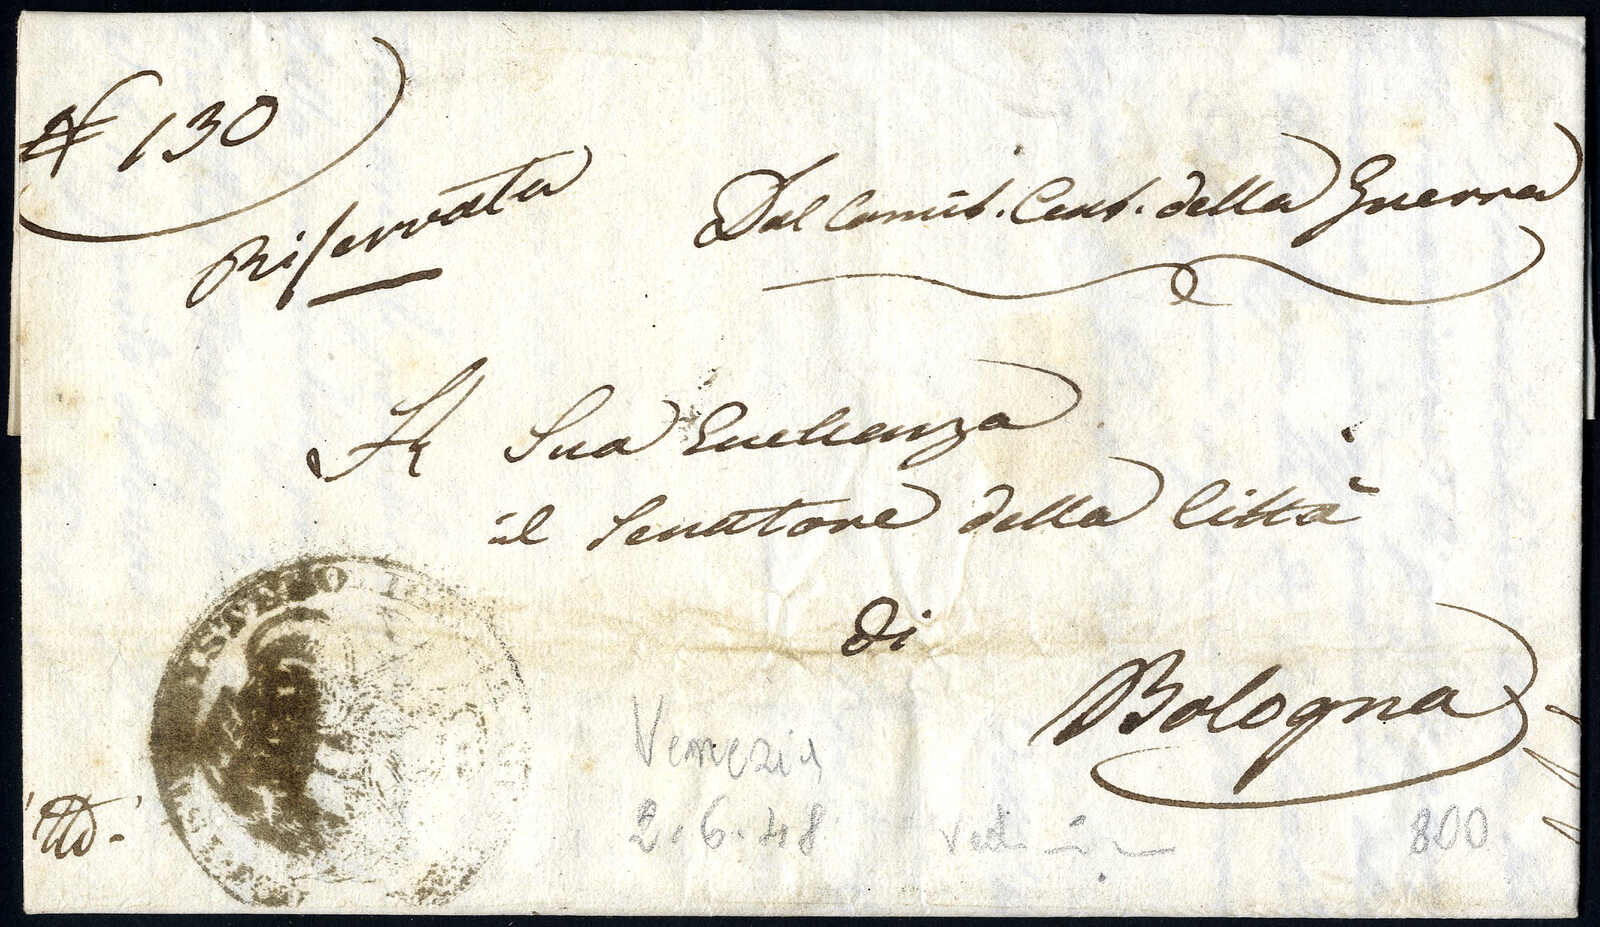 N° 130
Riservata
Dal Comit. Cent. della Guerra
A Sua Eccellenza
il Senatore della Città
di
Bologna
ISTERO
Venezia
2.6.48
800